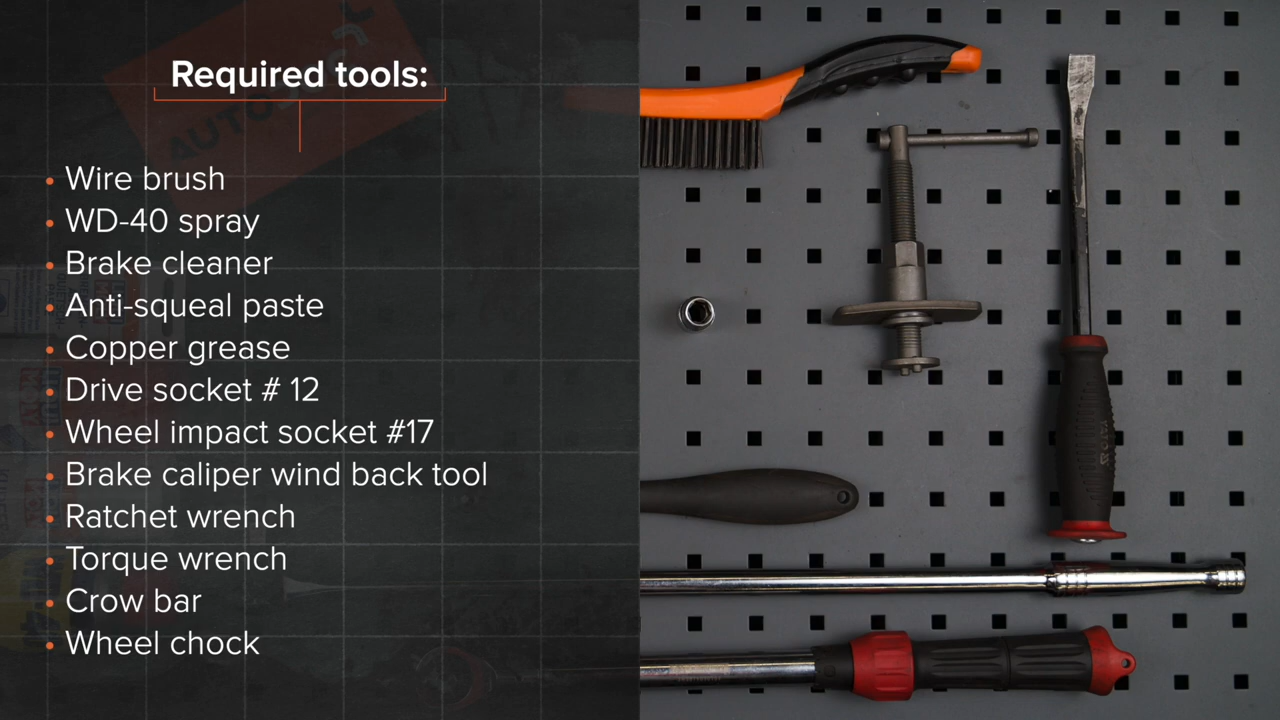 Required tools:
• Wire brush
• WD-40 spray
• Brake cleaner
• Anti-squeal paste
• Copper grease
• Drive socket # 12
• Wheel impact socket #17
• Brake caliper wind back tool
• Ratchet wrench
• Torque wrench
• Crow bar
• Wheel chock